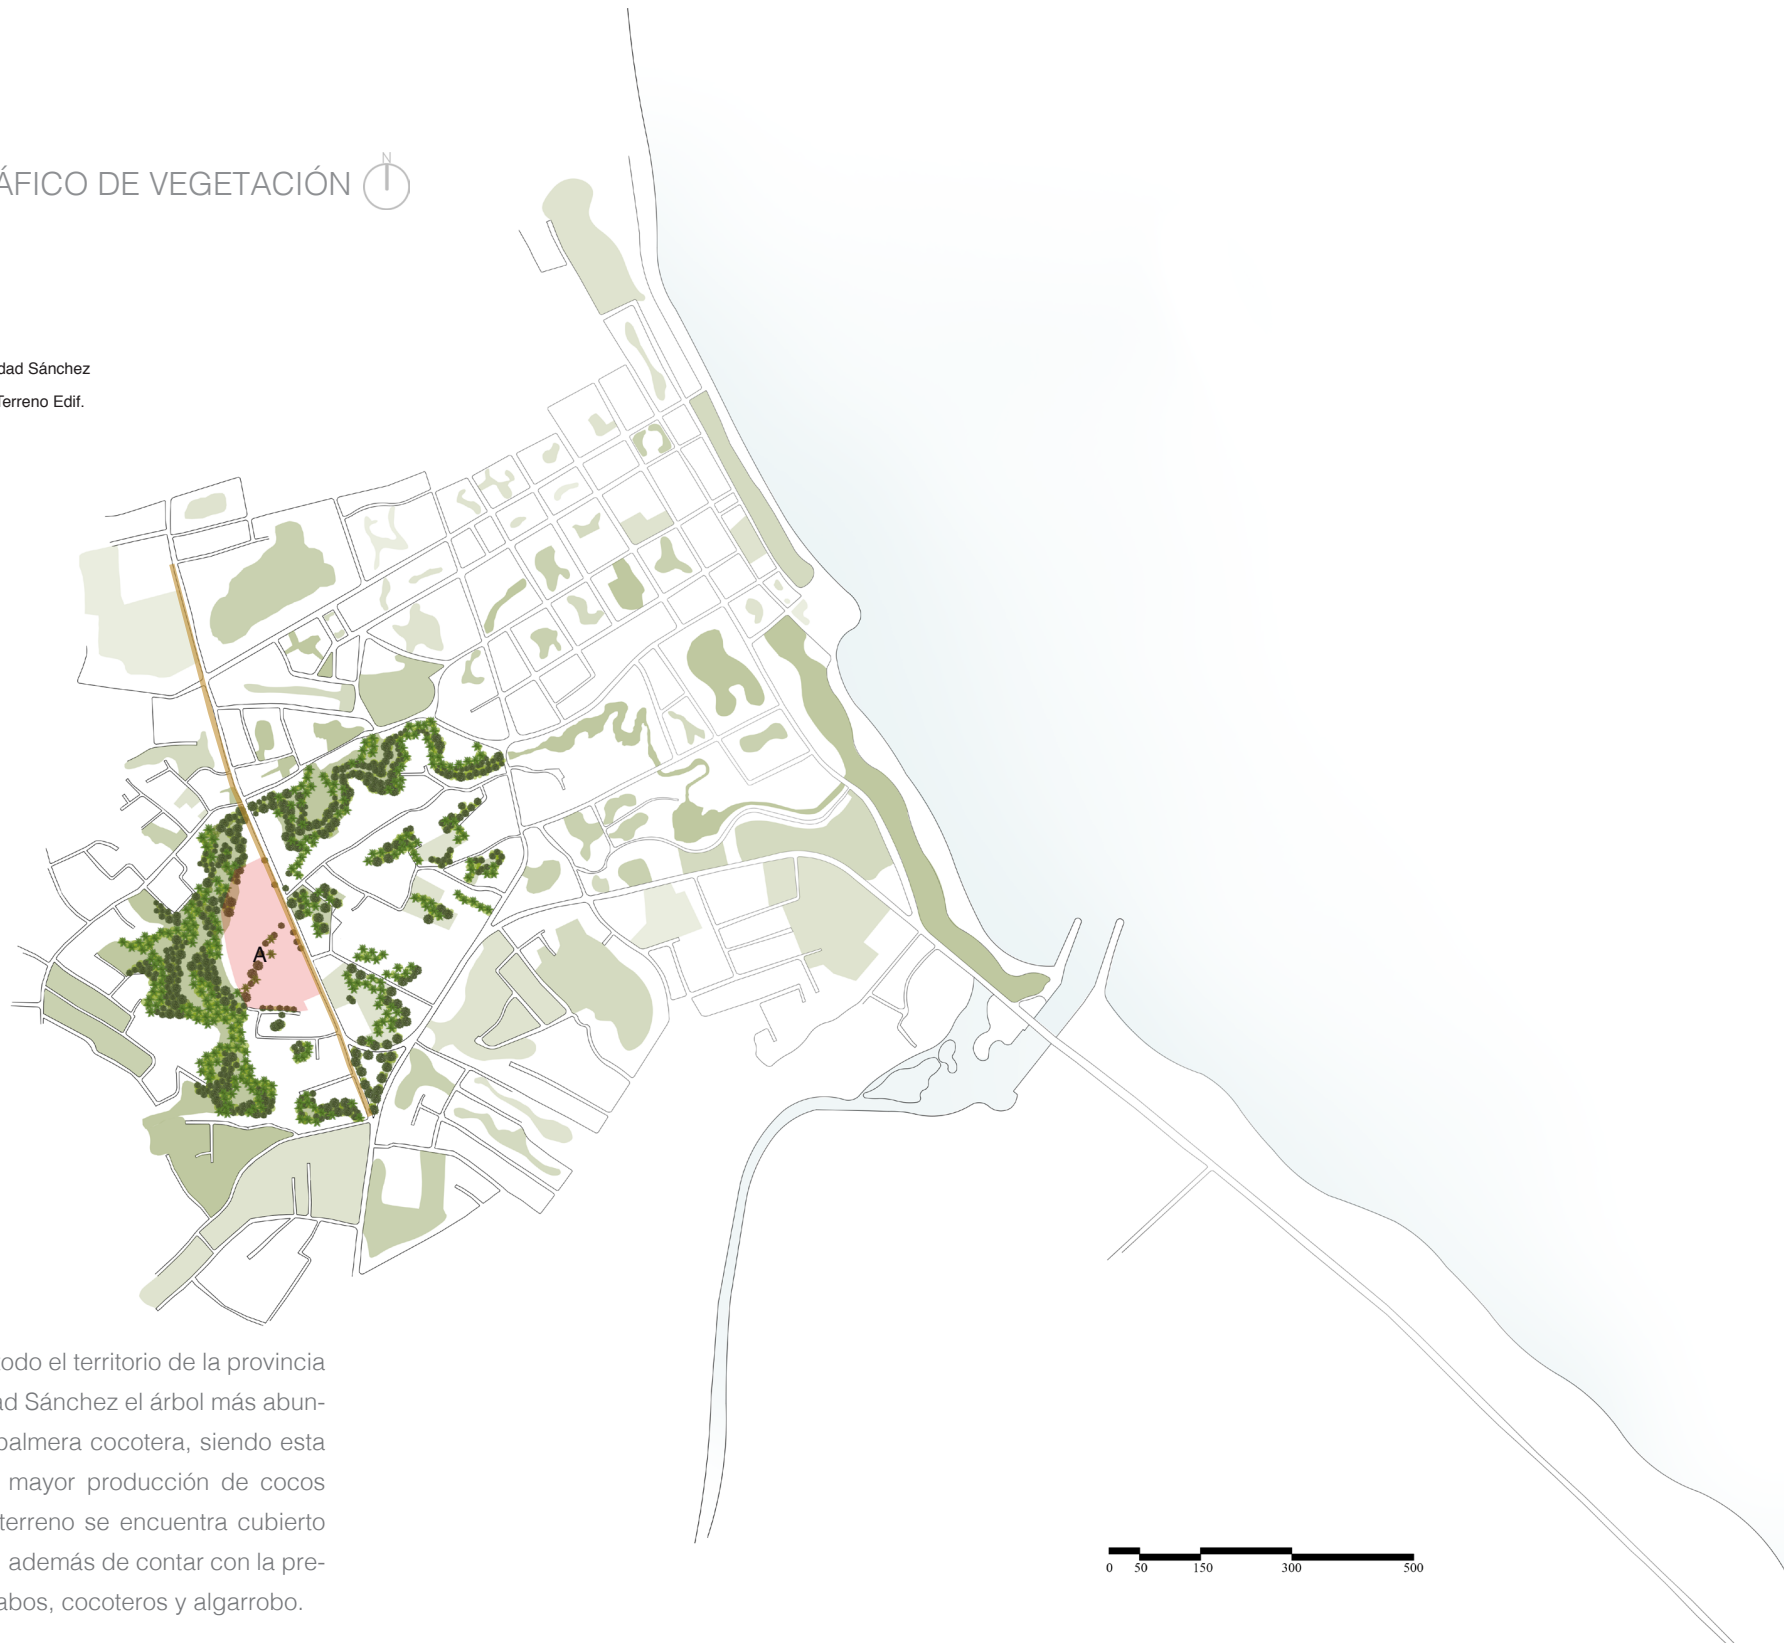 ÁFICO DE VEGETACIÓN
N
dad Sánchez
Terreno Edif.
A
todo el territorio de la provincia
ad Sánchez el árbol más abun-
palmera cocotera, siendo esta
mayor producción de cocos
terreno se encuentra cubierto
además de contar con la pre-
abos, cocoteros y algarrobo.
0 50 150 300 500